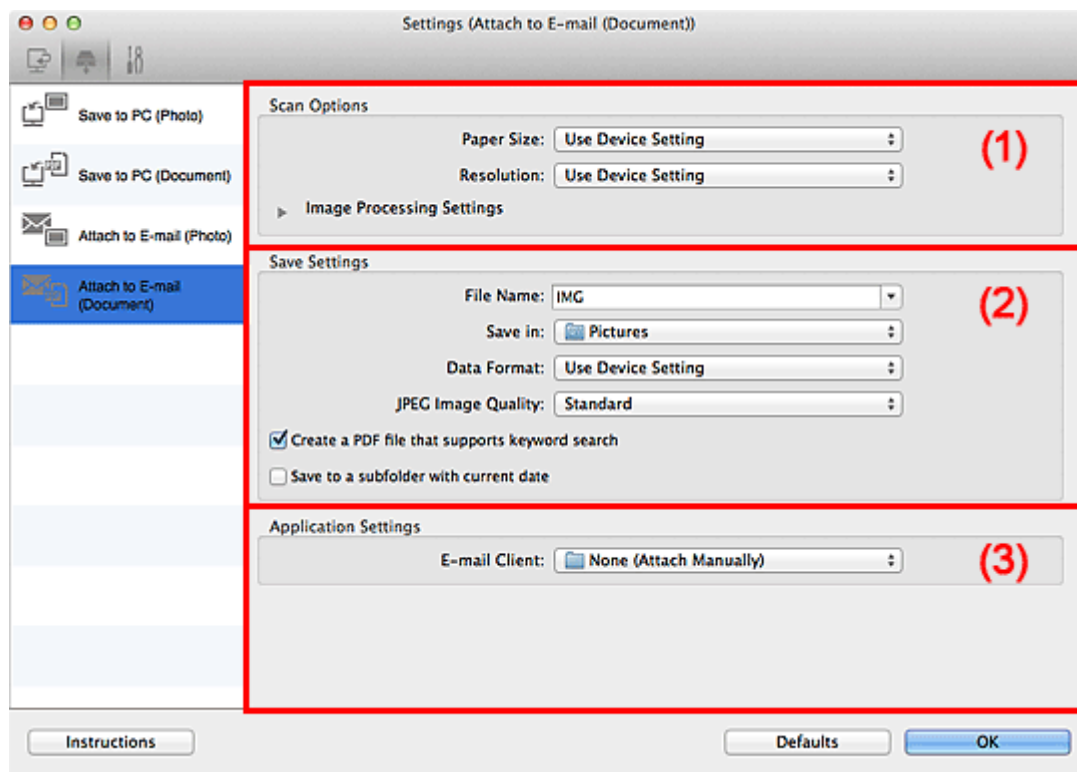 Settings (Attach to E-mail (Document))
Save to PC (Photo)
Save to PC (Document)
Attach to E-mail (Photo)
Attach to E-mail
(Document)
Scan Options
(1)
Paper Size: Use Device Setting
Resolution: Use Device Setting
Image Processing Settings
Save Settings
(2)
File Name: IMG
Save in: Pictures
Data Format: Use Device Setting
JPEG Image Quality: Standard
Create a PDF file that supports keyword search
Save to a subfolder with current date
Application Settings
(3)
E-mail Client: None (Attach Manually)
Instructions
Defaults
OK